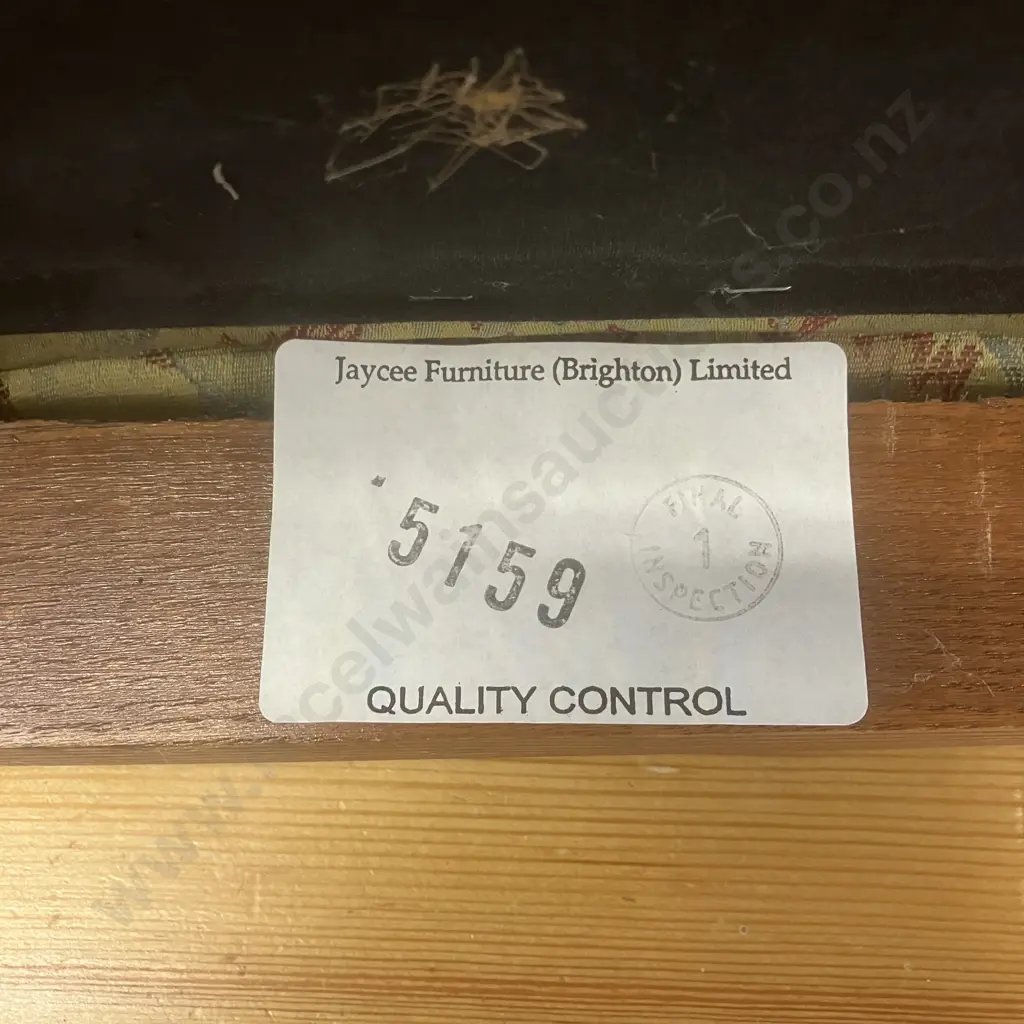 Jaycee Furniture (Brighton) Limited
5159
FINAL
1
INSPECTION
QUALITY CONTROL